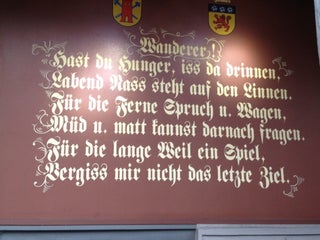 Wanderer!
Hast du Hunger, iss da drinnen,
Labend Nass steht auf den Linnen.
Für die Ferne Spruch u. Wagen,
Müd u. matt kannst darnach fragen.
Für die lange Weil ein Spiel,
Vergiss mir nicht das letzte Ziel.